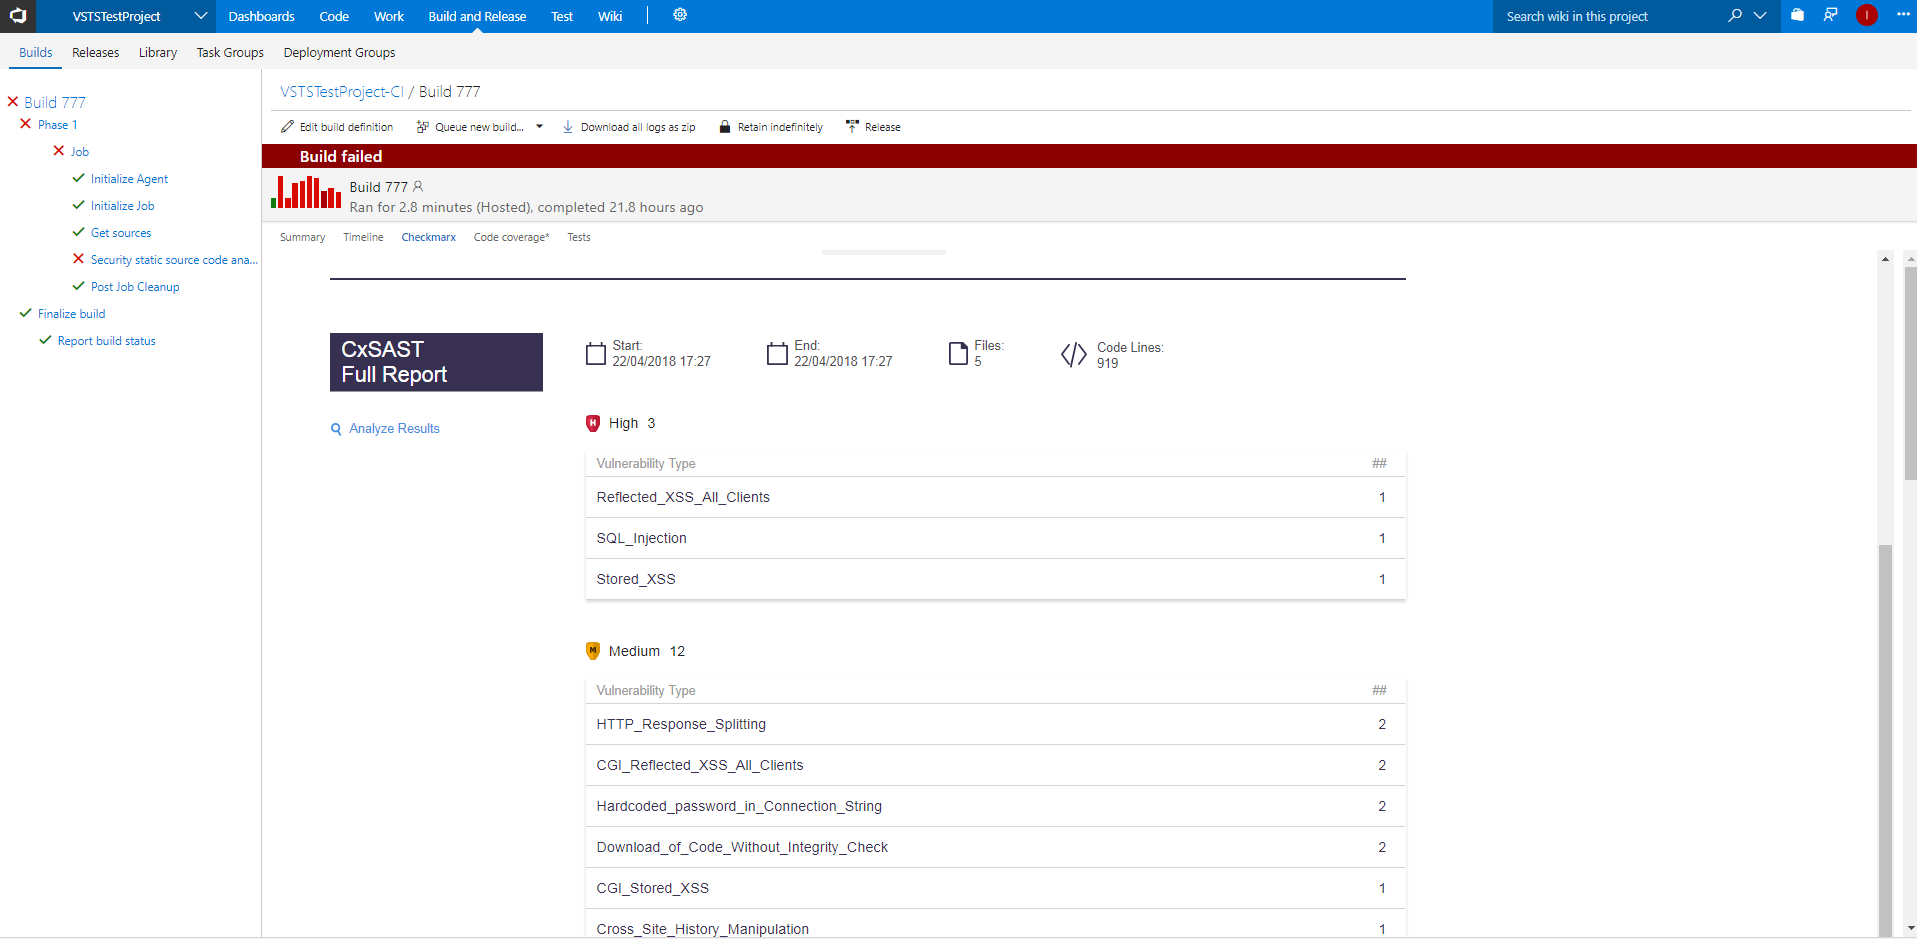 VSTSTestProject
Dashboards
Code
Work
Build and Release
Test
Wiki
Search wiki in this project
I
Builds
Releases
Library
Task Groups
Deployment Groups
Build 777
Phase 1
Job
Initialize Agent
Initialize Job
Get sources
Security static source code ana...
Post Job Cleanup
Finalize build
Report build status
VSTSTestProject-CI / Build 777
Edit build definition
Queue new build...
Download all logs as zip
Retain indefinitely
Release
Build failed
Build 777
Ran for 2.8 minutes (Hosted), completed 21.8 hours ago
Summary
Timeline
Checkmarx
Code coverage*
Tests
CxSAST
Full Report
Analyze Results
Start:
22/04/2018 17:27
End:
22/04/2018 17:27
Files:
5
Code Lines:
919
H High 3
Vulnerability Type ##
Reflected_XSS_All_Clients 1
SQL_Injection 1
Stored_XSS 1
M Medium 12
Vulnerability Type ##
HTTP_Response_Splitting 2
CGI_Reflected_XSS_All_Clients 2
Hardcoded_password_in_Connection_String 2
Download_of_Code_Without_Integrity_Check 2
CGI_Stored_XSS 1
Cross_Site_History_Manipulation 1